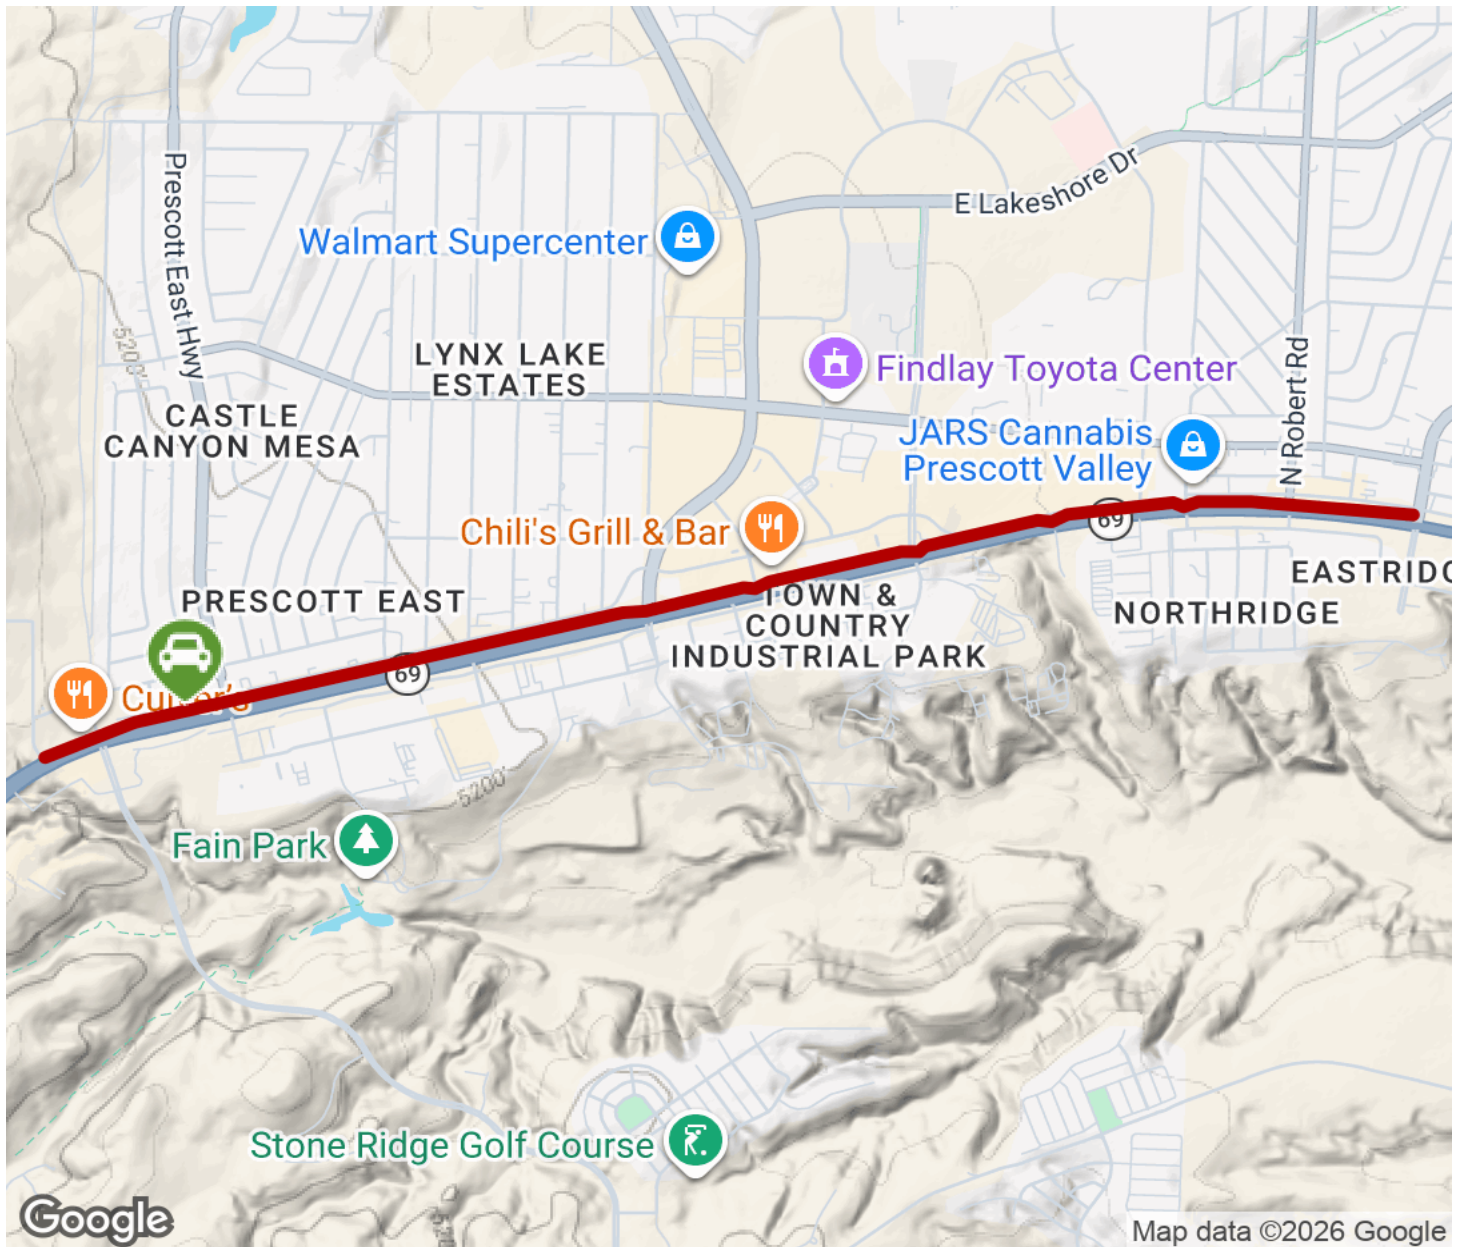 E Lakeshore Dr
Prescott East Hwy
Walmart Supercenter
5200'
LYNX LAKE
ESTATES
Findlay Toyota Center
N Robert Rd
CASTLE
CANYON MESA
JARS Cannabis
Prescott Valley
69
Chili's Grill & Bar
EASTRIDG
PRESCOTT EAST
TOWN &
COUNTRY
INDUSTRIAL PARK
NORTHRIDGE
69
5200'
Fain Park
Stone Ridge Golf Course
Google
Map data ©2026 Google